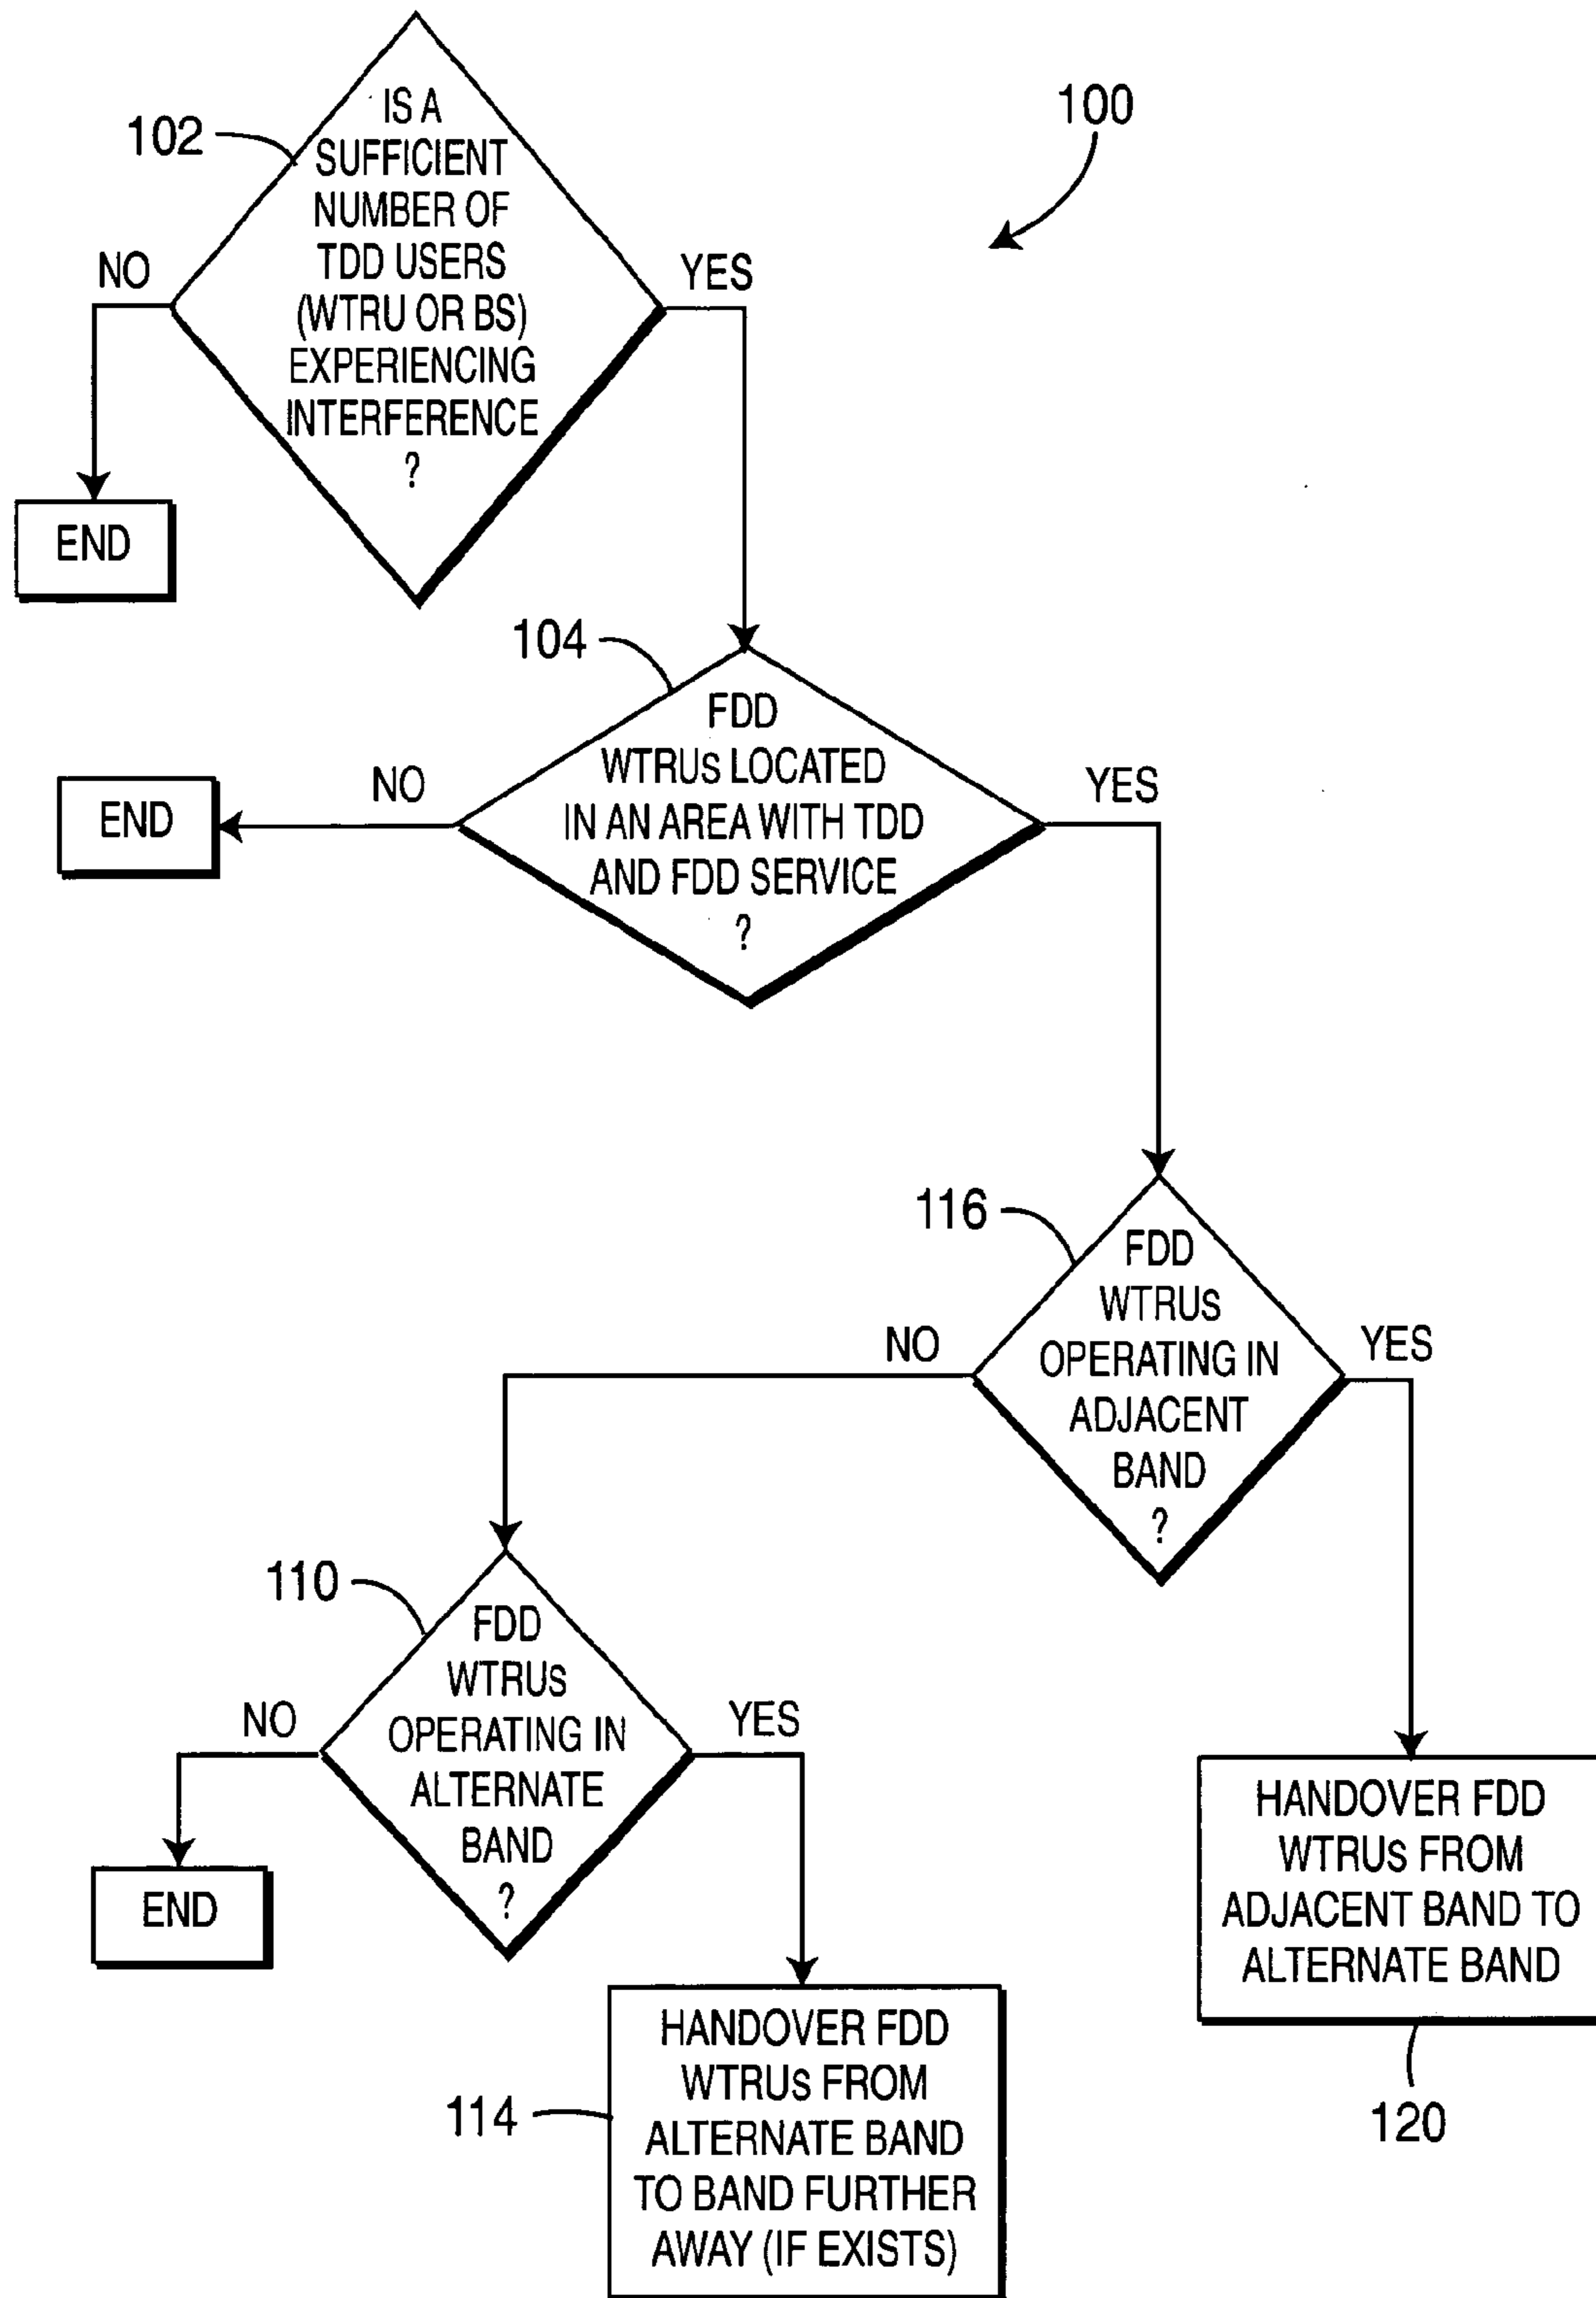 100
102
IS A
SUFFICIENT
NUMBER OF
TDD USERS
(WTRU OR BS)
EXPERIENCING
INTERFERENCE
?
NO
YES
END
104
FDD
WTRUs LOCATED
IN AN AREA WITH TDD
AND FDD SERVICE
?
NO
YES
END
116
FDD
WTRUs
OPERATING IN
ADJACENT
BAND
?
NO
YES
110
FDD
WTRUs
OPERATING IN
ALTERNATE
BAND
?
NO
YES
END
HANDOVER FDD
WTRUs FROM
ADJACENT BAND TO
ALTERNATE BAND
120
HANDOVER FDD
WTRUs FROM
ALTERNATE BAND
TO BAND FURTHER
AWAY (IF EXISTS)
114